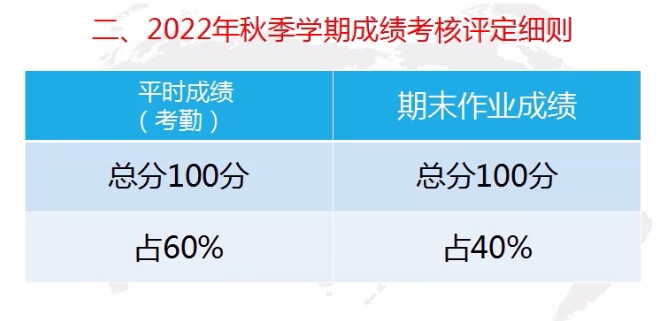 二、2022年秋季学期成绩考核评定细则
平时成绩
（考勤）
期末作业成绩
总分100分
总分100分
占60%
占40%